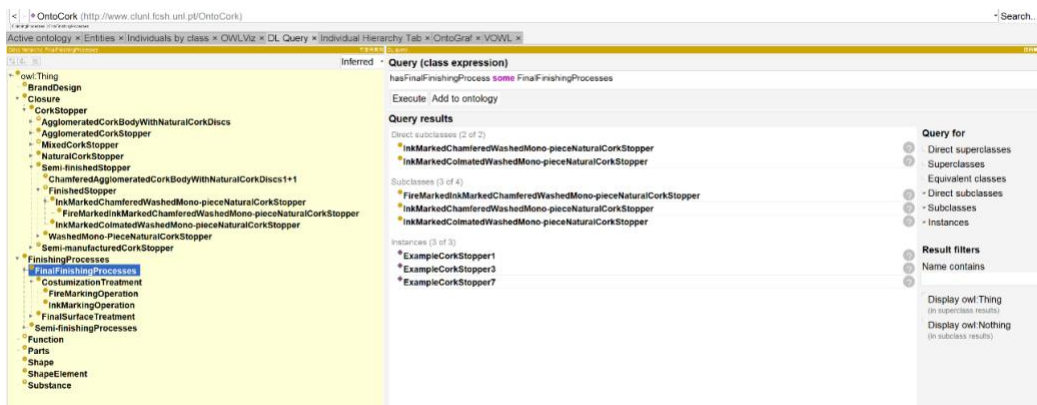 < > OntoCork (http://www.clunl.fcsh.unl.pt/OntoCork) Search...
Active ontology × Entities × Individuals by class × OWLViz × DL Query × Individual Hierarchy Tab × OntoGraf × VOWL ×
Inferred
owl:Thing
BrandDesign
Closure
CorkStopper
AgglomeratedCorkBodyWithNaturalCorkDiscs
AgglomeratedCorkStopper
MixedCorkStopper
NaturalCorkStopper
Semi-finishedStopper
ChamferedAgglomeratedCorkBodyWithNaturalCorkDiscs1+1
FinishedStopper
InkMarkedChamferedWashedMono-pieceNaturalCorkStopper
FireMarkedInkMarkedChamferedWashedMono-pieceNaturalCorkStopper
InkMarkedColmatedWashedMono-pieceNaturalCorkStopper
WashedMono-PieceNaturalCorkStopper
Semi-manufacturedCorkStopper
FinishingProcesses
FinalFinishingProcesses
CostumizationTreatment
FireMarkingOperation
InkMarkingOperation
FinalSurfaceTreatment
Semi-finishingProcesses
Function
Parts
Shape
ShapeElement
Substance
DL query:
Query (class expression)
hasFinalFinishingProcess some FinalFinishingProcesses
Execute Add to ontology
Query results
Direct subclasses (2 of 2)
InkMarkedChamferedWashedMono-pieceNaturalCorkStopper
InkMarkedColmatedWashedMono-pieceNaturalCorkStopper
Subclasses (3 of 4)
FireMarkedInkMarkedChamferedWashedMono-pieceNaturalCorkStopper
InkMarkedChamferedWashedMono-pieceNaturalCorkStopper
InkMarkedColmatedWashedMono-pieceNaturalCorkStopper
Instances (3 of 3)
ExampleCorkStopper1
ExampleCorkStopper3
ExampleCorkStopper7
Query for
Direct superclasses
Superclasses
Equivalent classes
Direct subclasses
Subclasses
Instances
Result filters
Name contains
Display owl:Thing
(in superclass results)
Display owl:Nothing
(in subclass results)